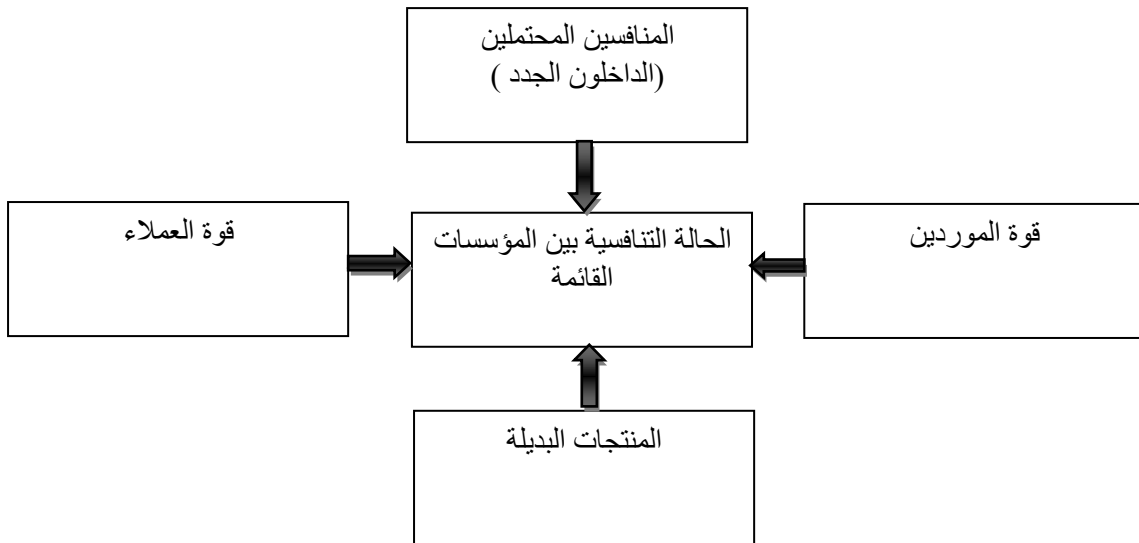 المنافسين المحتملين
(الداخلون الجدد )
قوة الموردين
الحالة التنافسية بين المؤسسات
القائمة
قوة العملاء
المنتجات البديلة